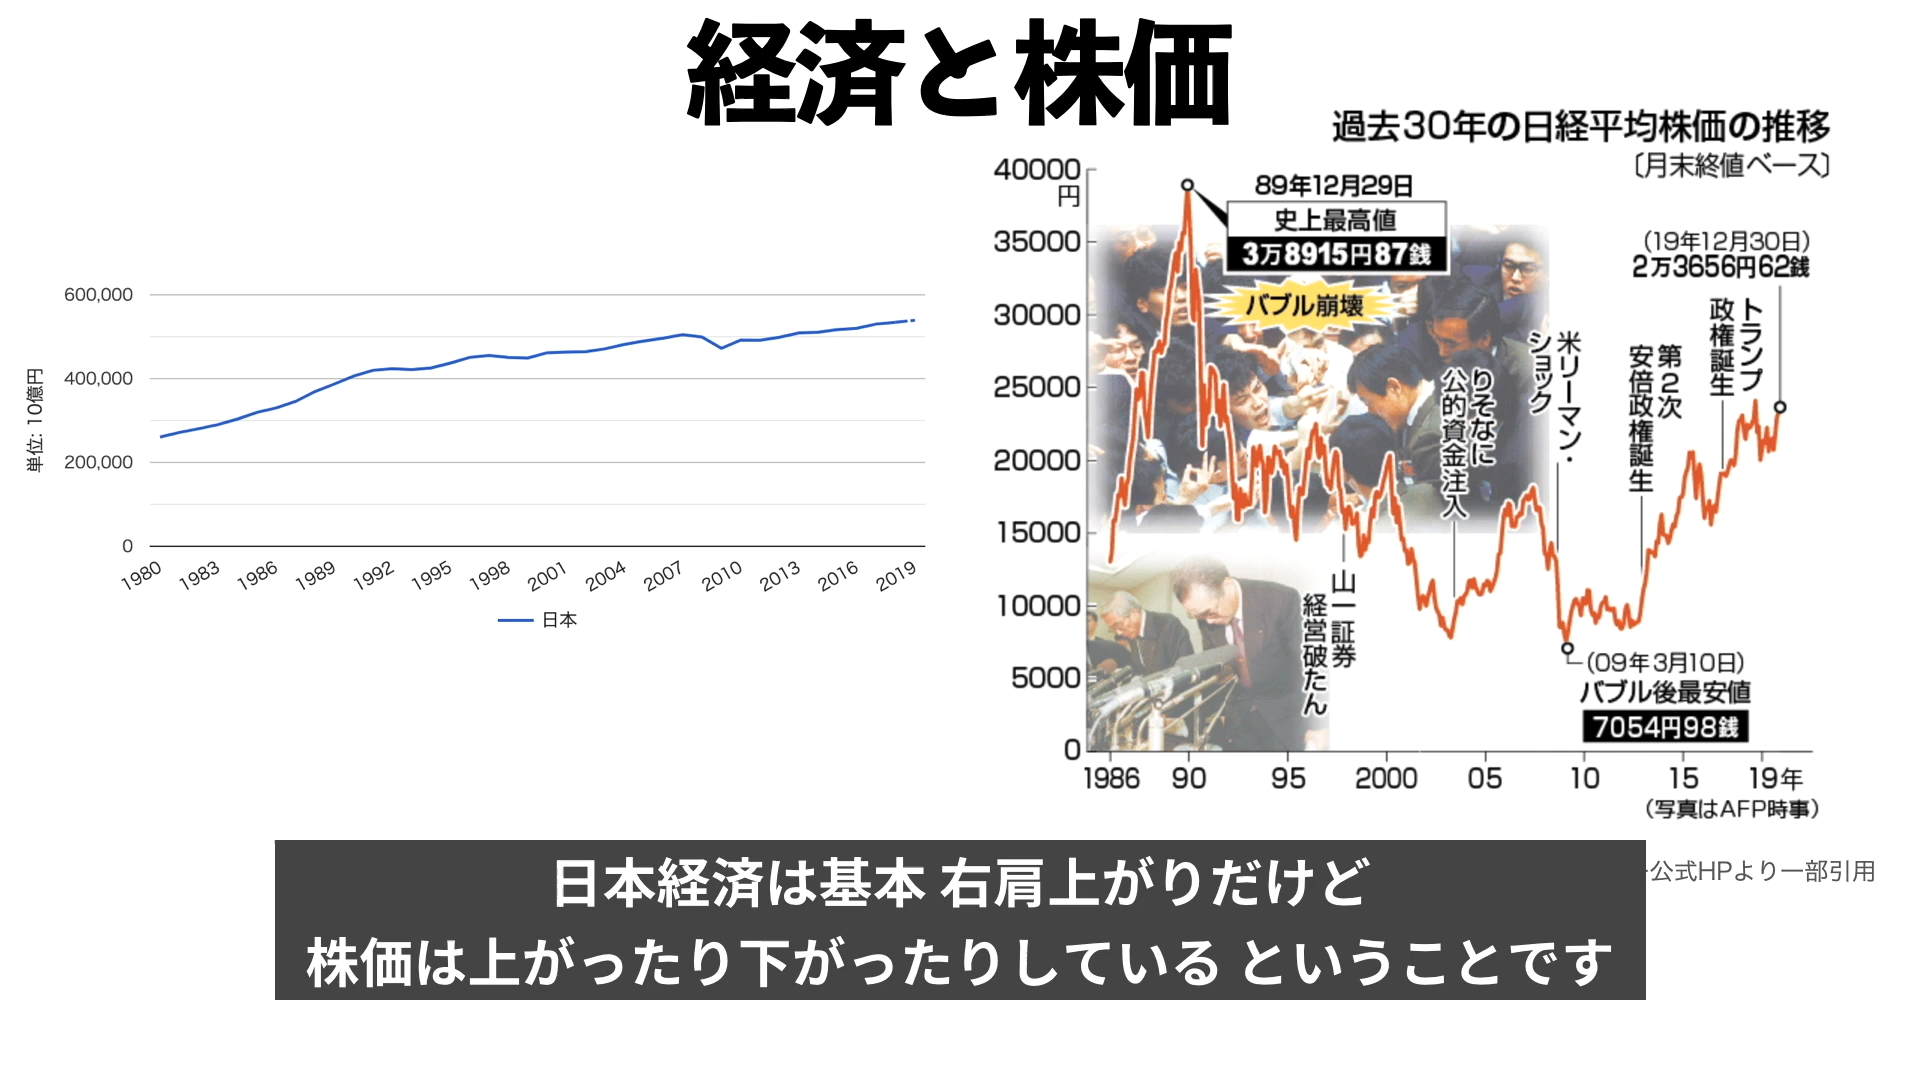 経済と株価
600,000
400,000
200,000
0
単位: 10億円
1980
1983
1986
1989
1992
1995
1998
2001
2004
2007
2010
2013
2016
2019
日本
過去30年の日経平均株価の推移
〔月末終値ベース〕
40000
円
35000
30000
25000
20000
15000
10000
5000
0
89年12月29日
史上最高値
3万8915円87銭
バブル崩壊
山一証券
経営破たん
りそなに
公的資金注入
米リーマン・
ショック
(09年3月10日)
バブル後最安値
7054円98銭
第2次
安倍政権誕生
トランプ
政権誕生
(19年12月30日)
2万3656円62銭
1986
90
95
2000
05
10
15
19年
(写真はAFP時事)
公式HPより一部引用
日本経済は基本 右肩上がりだけど
株価は上がったり下がったりしている ということです